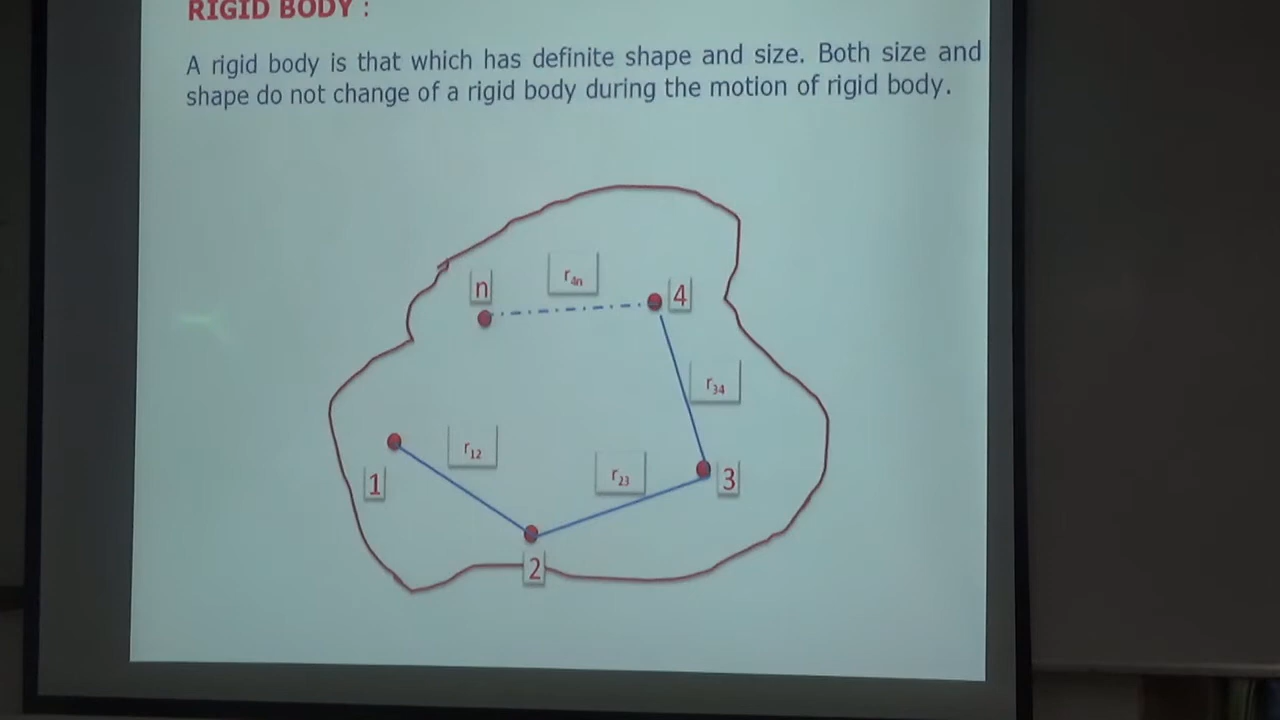 RIGID BODY :
A rigid body is that which has definite shape and size. Both size and
shape do not change of a rigid body during the motion of rigid body.
n
r4n
4
r34
r12
1
r23
3
2